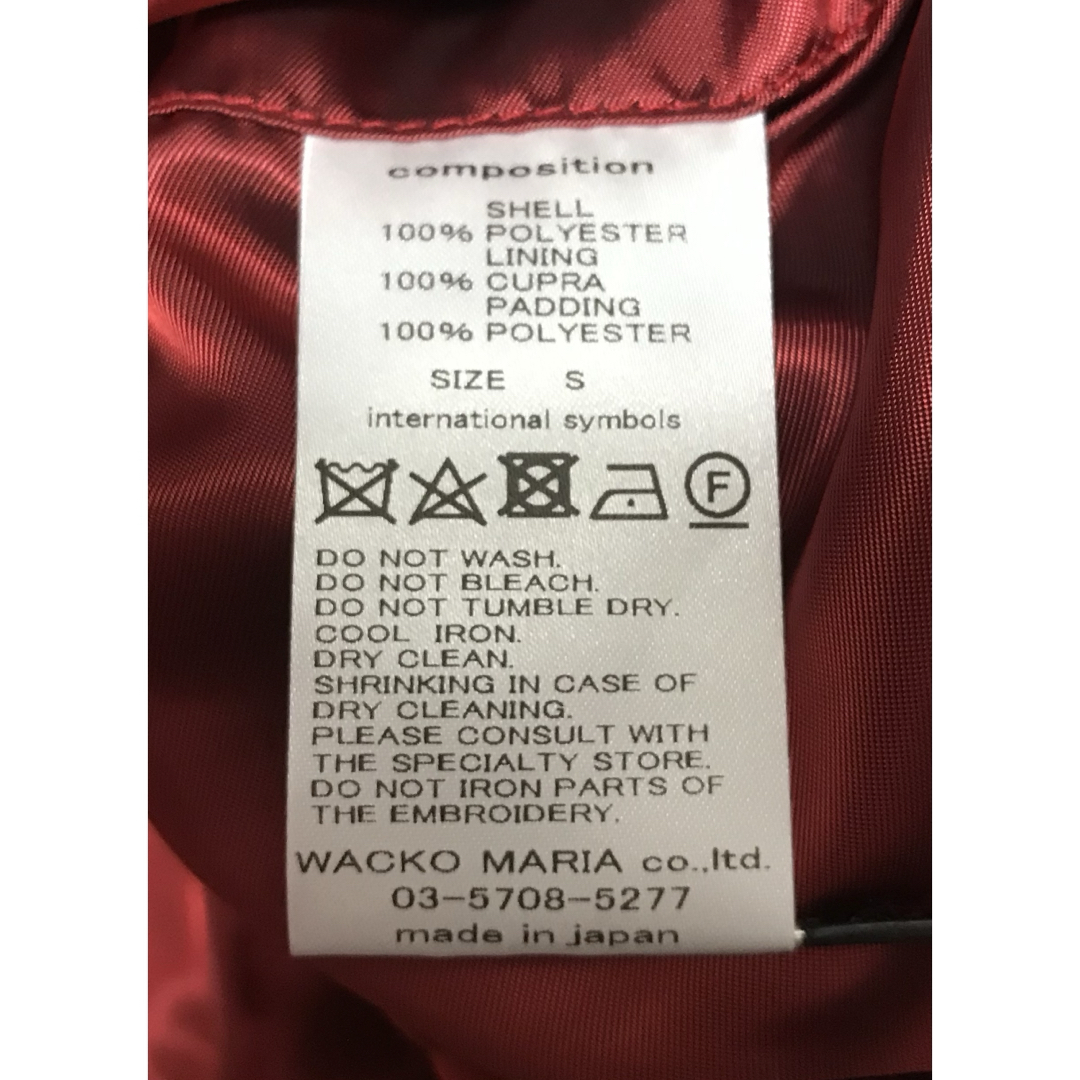 composition
SHELL
100% POLYESTER
LINING
100% CUPRA
PADDING
100% POLYESTER
SIZE S
international symbols
F
DO NOT WASH.
DO NOT BLEACH.
DO NOT TUMBLE DRY.
COOL IRON.
DRY CLEAN.
SHRINKING IN CASE OF
DRY CLEANING.
PLEASE CONSULT WITH
THE SPECIALTY STORE.
DO NOT IRON PARTS OF
THE EMBROIDERY.
WACKO MARIA co.,ltd.
03-5708-5277
made in japan